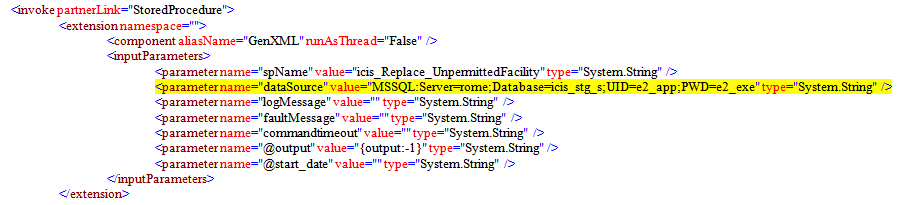 <invoke partnerLink="StoredProcedure">
<extension namespace="">
<component aliasName="GenXML" runAsThread="False" />
<inputParameters>
<parameter name="spName" value="icis_Replace_UnpermittedFacility" type="System.String" />
<parameter name="dataSource" value="MSSQL:Server=rome;Database=icis_stg_s;UID=e2_app;PWD=e2_exe" type="System.String" />
<parameter name="logMessage" value="" type="System.String" />
<parameter name="faultMessage" value="" type="System.String" />
<parameter name="commandtimeout" value="" type="System.String" />
<parameter name="@output" value="{output:-1}" type="System.String" />
<parameter name="@start_date" value="" type="System.String" />
</inputParameters>
</extension>